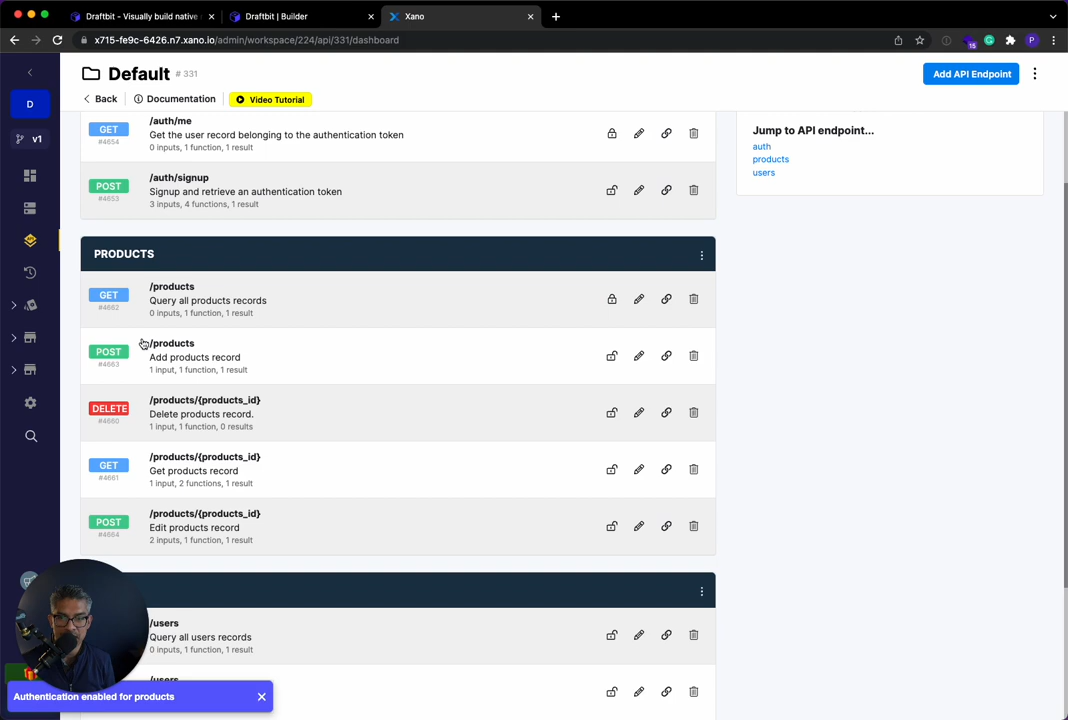 Draftbit - Visually build native
Draftbit | Builder
Xano
x715-fe9c-6426.n7.xano.io/admin/workspace/224/api/331/dashboard
15
P
D
v1
Default # 331
Add API Endpoint
Back
Documentation
Video Tutorial
GET
#4654
/auth/me
Get the user record belonging to the authentication token
0 inputs, 1 function, 1 result
POST
#4653
/auth/signup
Signup and retrieve an authentication token
3 inputs, 4 functions, 1 result
Jump to API endpoint...
auth
products
users
PRODUCTS
GET
#4662
/products
Query all products records
0 inputs, 1 function, 1 result
POST
#4663
/products
Add products record
1 input, 1 function, 1 result
DELETE
#4660
/products/{products_id}
Delete products record.
1 input, 1 function, 0 results
GET
#4661
/products/{products_id}
Get products record
1 input, 2 functions, 1 result
POST
#4664
/products/{products_id}
Edit products record
2 inputs, 1 function, 1 result
/users
Query all users records
0 inputs, 1 function, 1 result
/users
Authentication enabled for products